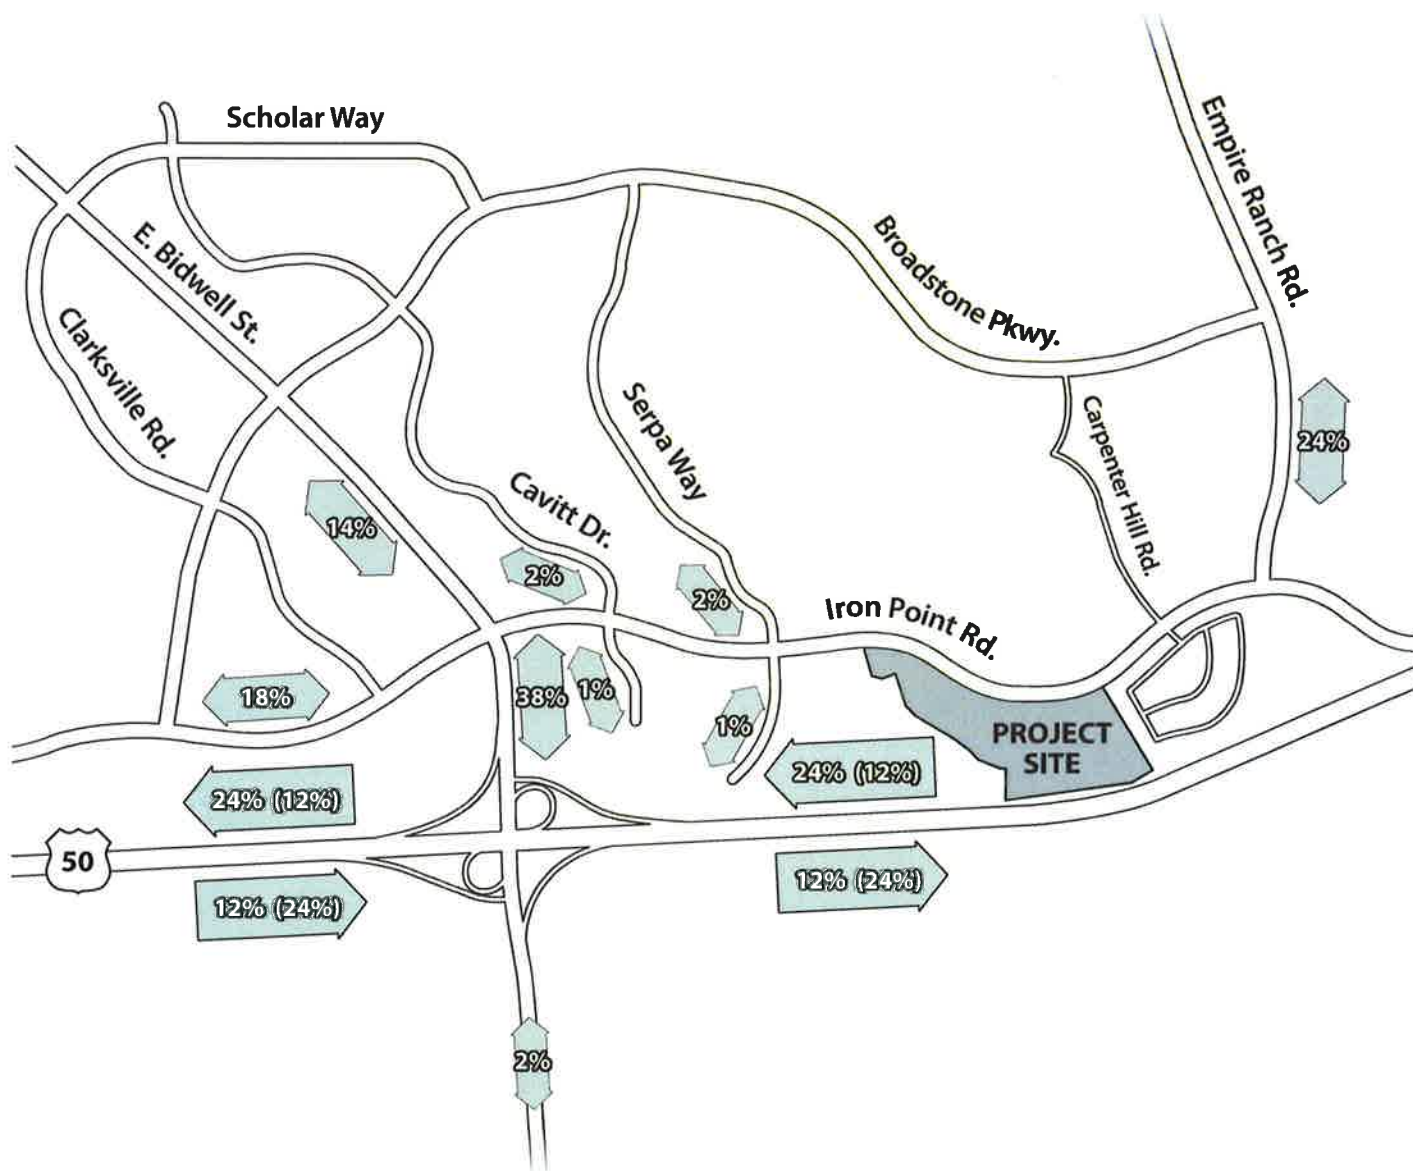 Scholar Way
Empire Ranch Rd.
E. Bidwell St.
Broadstone Pkwy.
Clarksville Rd.
Serpa Way
Carpenter Hill Rd.
24%
Cavitt Dr.
14%
2%
2%
Iron Point Rd.
18%
38%
1%
1%
PROJECT
SITE
24% (12%)
24% (12%)
50
12% (24%)
12% (24%)
2%